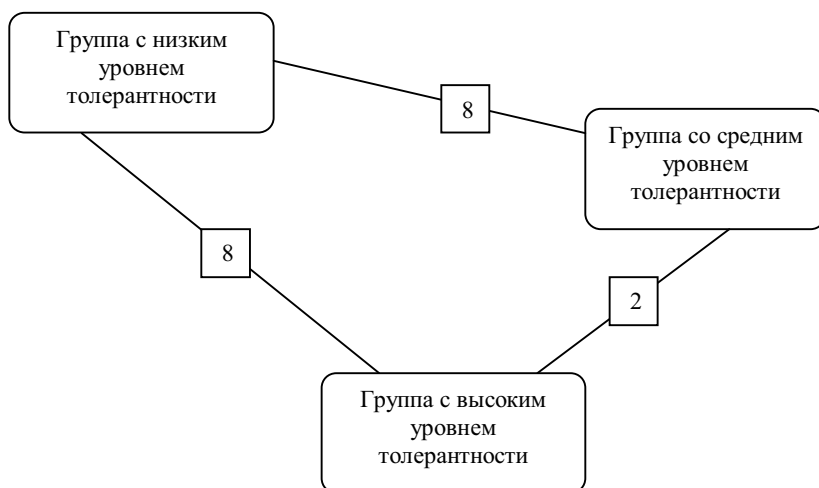 Группа с низким
уровнем
толерантности
8
Группа со средним
уровнем
толерантности
8
2
Группа с высоким
уровнем
толерантности